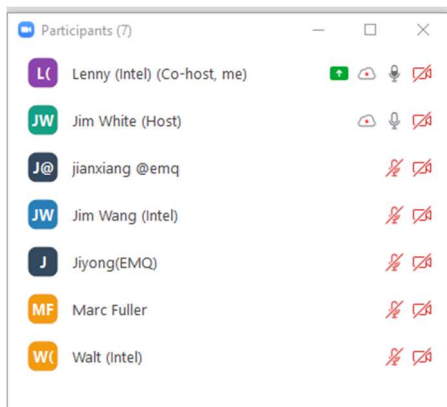 Participants (7)
L( Lenny (Intel) (Co-host, me)
JW Jim White (Host)
J@ jianxiang @emq
JW Jim Wang (Intel)
J Jiyong(EMQ)
MF Marc Fuller
W( Walt (Intel)